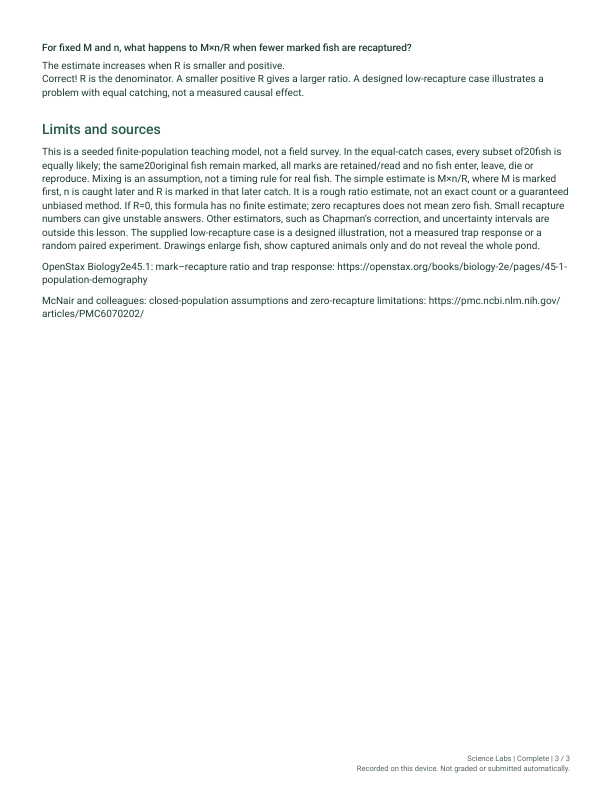 For fixed M and n, what happens to M×n/R when fewer marked fish are recaptured?
The estimate increases when R is smaller and positive.
Correct! R is the denominator. A smaller positive R gives a larger ratio. A designed low-recapture case illustrates a
problem with equal catching, not a measured causal effect.
Limits and sources
This is a seeded finite-population teaching model, not a field survey. In the equal-catch cases, every subset of20fish is
equally likely; the same20original fish remain marked, all marks are retained/read and no fish enter, leave, die or
reproduce. Mixing is an assumption, not a timing rule for real fish. The simple estimate is M×n/R, where M is marked
first, n is caught later and R is marked in that later catch. It is a rough ratio estimate, not an exact count or a guaranteed
unbiased method. If R=0, this formula has no finite estimate; zero recaptures does not mean zero fish. Small recapture
numbers can give unstable answers. Other estimators, such as Chapman's correction, and uncertainty intervals are
outside this lesson. The supplied low-recapture case is a designed illustration, not a measured trap response or a
random paired experiment. Drawings enlarge fish, show captured animals only and do not reveal the whole pond.
OpenStax Biology2e45.1: mark–recapture ratio and trap response: https://openstax.org/books/biology-2e/pages/45-1-
population-demography
McNair and colleagues: closed-population assumptions and zero-recapture limitations: https://pmc.ncbi.nlm.nih.gov/
articles/PMC6070202/
Science Labs | Complete | 3 / 3
Recorded on this device. Not graded or submitted automatically.